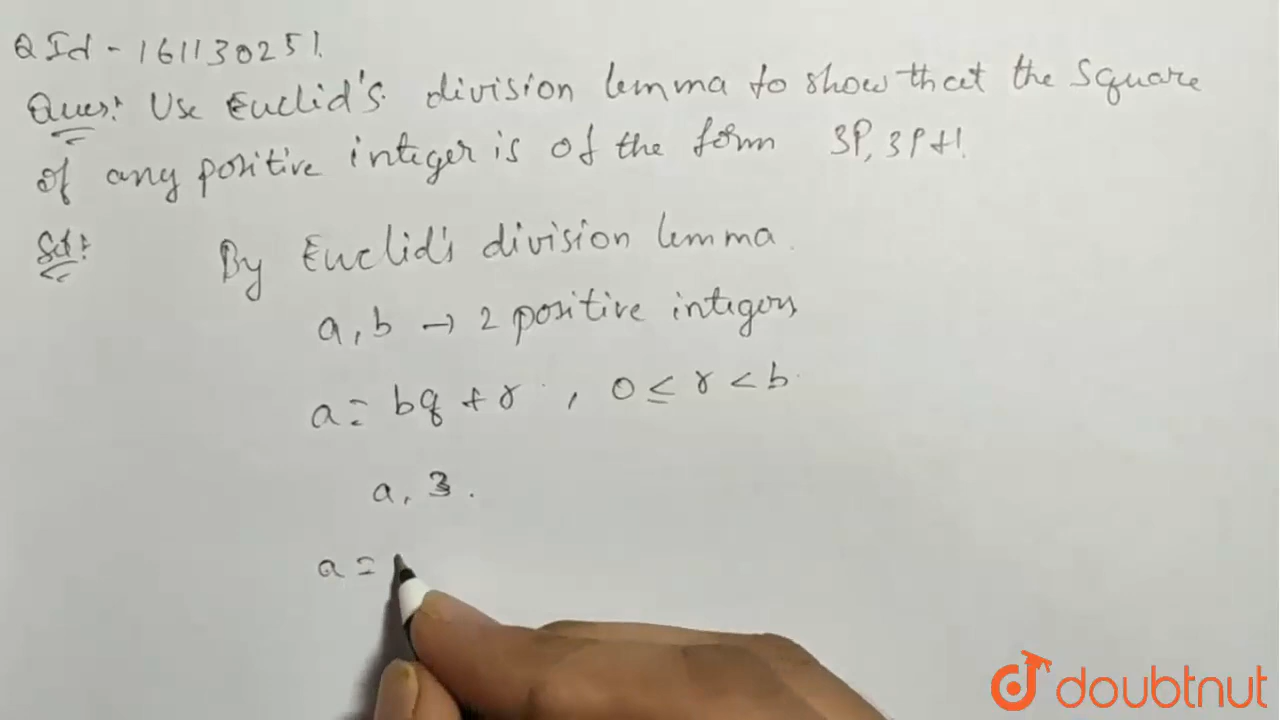 Q Id - 161130251.
Ques: Use Euclid's division lemma to show that the square
of any positive integer is of the form 3P, 3P+1.
Sol:
By Euclid's division lemma.
a, b → 2 positive integers
a = bq + r , 0 ≤ r < b.
a, 3.
a =
doubtnut